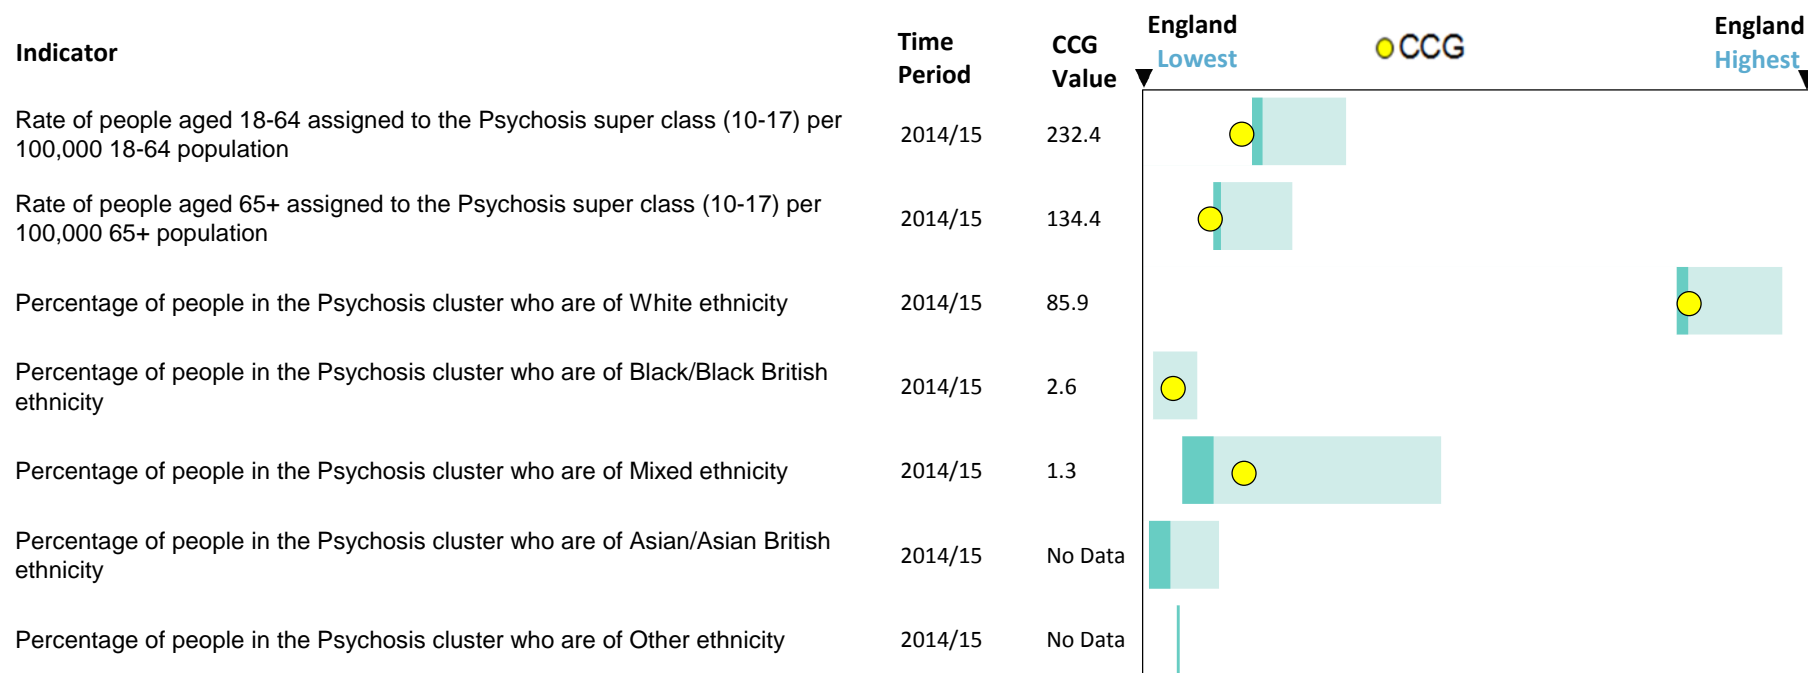 Indicator
Time Period
CCG Value
England Lowest
CCG
England Highest
Rate of people aged 18-64 assigned to the Psychosis super class (10-17) per
100,000 18-64 population
2014/15
232.4
Rate of people aged 65+ assigned to the Psychosis super class (10-17) per
100,000 65+ population
2014/15
134.4
Percentage of people in the Psychosis cluster who are of White ethnicity
2014/15
85.9
Percentage of people in the Psychosis cluster who are of Black/Black British
ethnicity
2014/15
2.6
Percentage of people in the Psychosis cluster who are of Mixed ethnicity
2014/15
1.3
Percentage of people in the Psychosis cluster who are of Asian/Asian British
ethnicity
2014/15
No Data
Percentage of people in the Psychosis cluster who are of Other ethnicity
2014/15
No Data